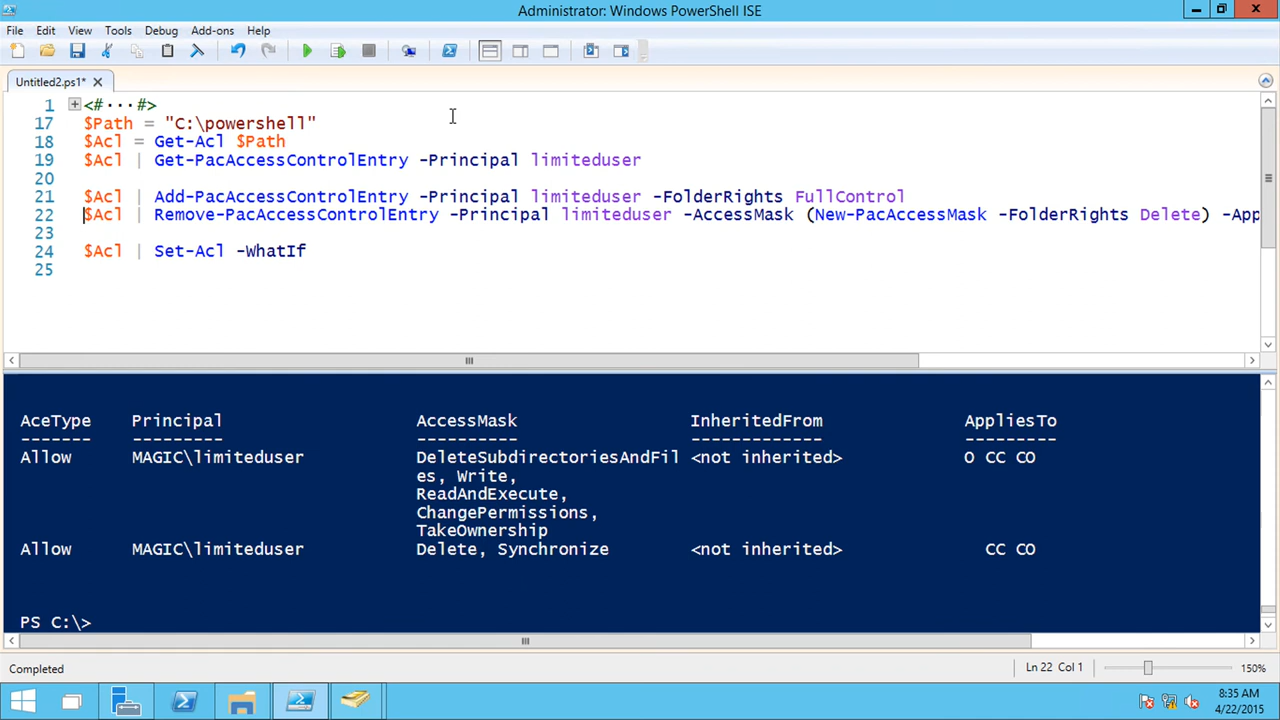 Administrator: Windows PowerShell ISE
File Edit View Tools Debug Add-ons Help
Untitled2.ps1*
1 <#···#>
17 $Path = "C:\powershell"
18 $Acl = Get-Acl $Path
19 $Acl | Get-PacAccessControlEntry -Principal limiteduser
20
21 $Acl | Add-PacAccessControlEntry -Principal limiteduser -FolderRights FullControl
22 $Acl | Remove-PacAccessControlEntry -Principal limiteduser -AccessMask (New-PacAccessMask -FolderRights Delete) -App
23
24 $Acl | Set-Acl -WhatIf
25
AceType Principal AccessMask InheritedFrom AppliesTo
------- --------- ---------- ------------- ---------
Allow MAGIC\limiteduser DeleteSubdirectoriesAndFil <not inherited> O CC CO
es, Write,
ReadAndExecute,
ChangePermissions,
TakeOwnership
Allow MAGIC\limiteduser Delete, Synchronize <not inherited> CC CO
PS C:\>
Completed Ln 22 Col 1 150%
8:35 AM
4/22/2015